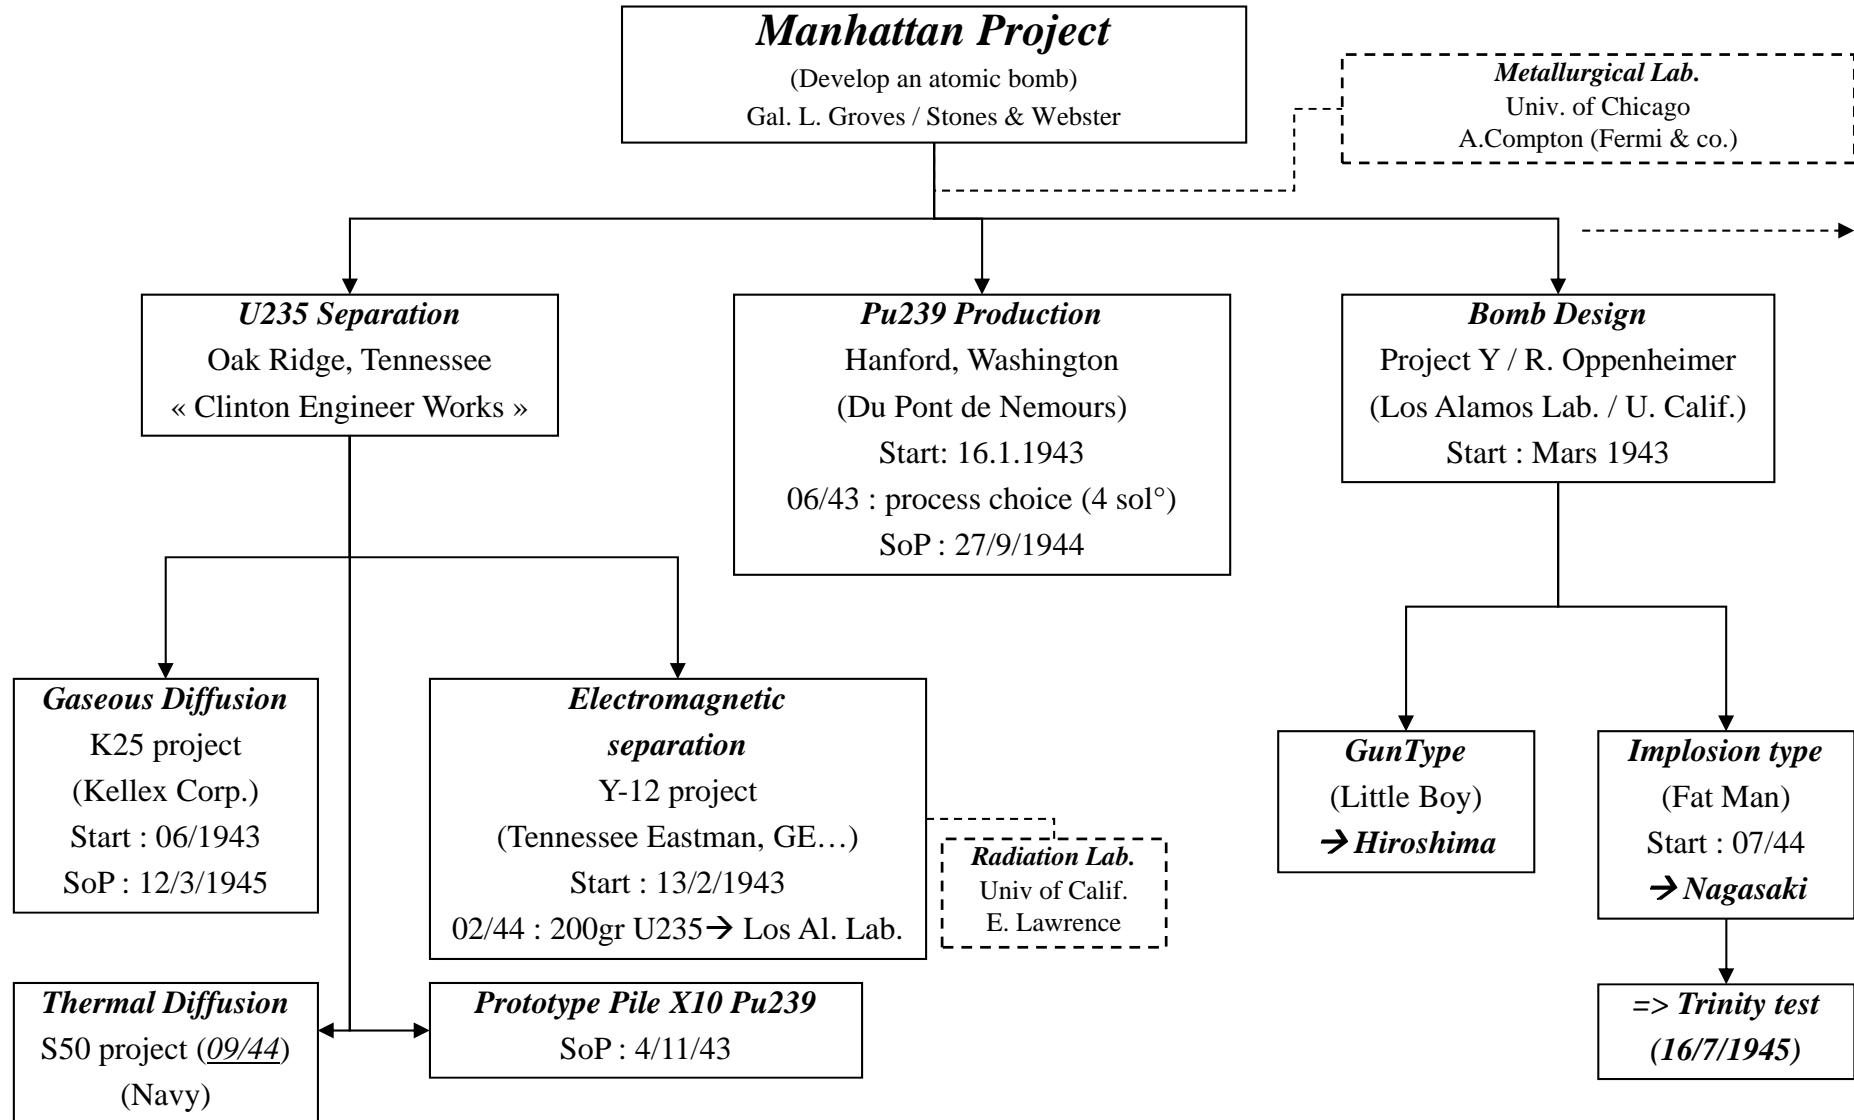 Manhattan Project
(Develop an atomic bomb)
Gal. L. Groves / Stones & Webster
Metallurgical Lab.
Univ. of Chicago
A.Compton (Fermi & co.)
U235 Separation
Oak Ridge, Tennessee
« Clinton Engineer Works »
Pu239 Production
Hanford, Washington
(Du Pont de Nemours)
Start: 16.1.1943
06/43 : process choice (4 sol°)
SoP : 27/9/1944
Bomb Design
Project Y / R. Oppenheimer
(Los Alamos Lab. / U. Calif.)
Start : Mars 1943
Gaseous Diffusion
K25 project
(Kellex Corp.)
Start : 06/1943
SoP : 12/3/1945
Electromagnetic
separation
Y-12 project
(Tennessee Eastman, GE…)
Start : 13/2/1943
02/44 : 200gr U235→ Los Al. Lab.
Radiation Lab.
Univ of Calif.
E. Lawrence
GunType
(Little Boy)
→ Hiroshima
Implosion type
(Fat Man)
Start : 07/44
→ Nagasaki
Thermal Diffusion
S50 project (09/44)
(Navy)
Prototype Pile X10 Pu239
SoP : 4/11/43
=> Trinity test
(16/7/1945)